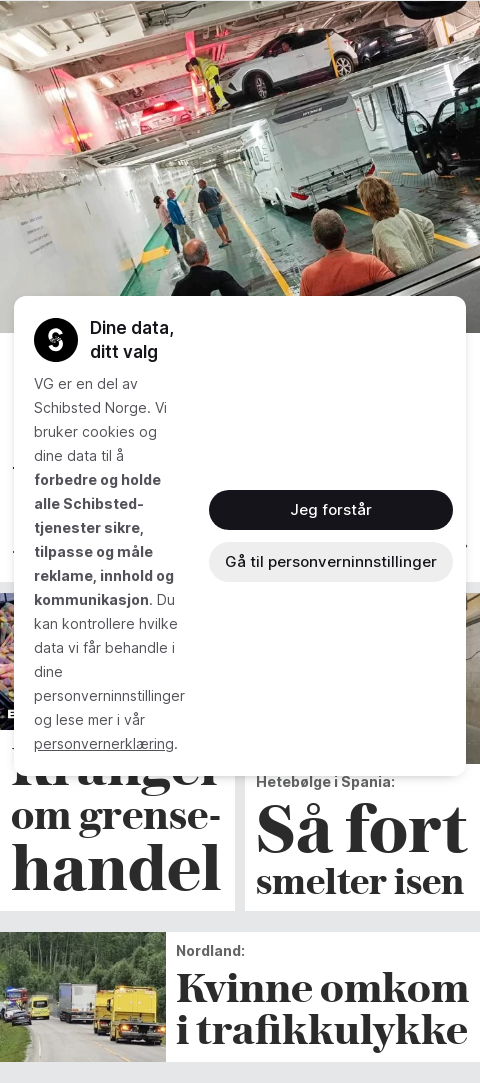 Dine data,
ditt valg
VG er en del av
Schibsted Norge. Vi
bruker cookies og
dine data til å
forbedre og holde
alle Schibsted-
tjenester sikre,
tilpasse og måle
reklame, innhold og
kommunikasjon. Du
kan kontrollere hvilke
data vi får behandle i
dine
personverninnstillinger
og lese mer i vår
personvernerklæring.
Jeg forstår
Gå til personverninnstillinger
om grense-
handel
Hetebølge i Spania:
Så fort
smelter isen
Nordland:
Kvinne omkom
i trafikkulykke